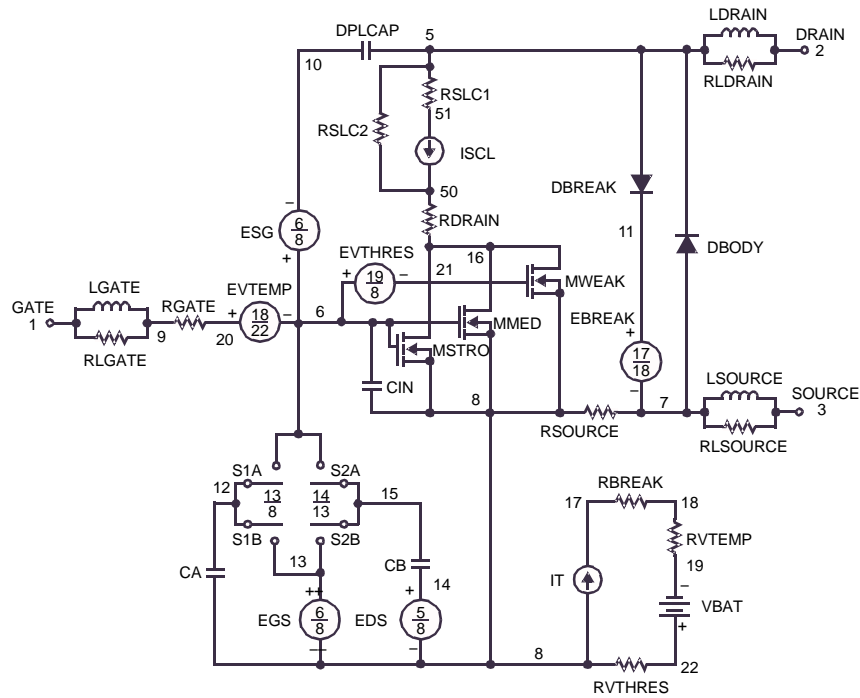 LDRAIN
DPLCAP
5
DRAIN
2
10
RLDRAIN
RSLC1
51
RSLC2
ISCL
DBREAK
50
RDRAIN
ESG
6
8
11
DBODY
EVTHRES
16
21
19
8
MWEAK
LGATE
EVTEMP
GATE
1
RGATE
18
22
6
MMED
EBREAK
9
20
RLGATE
MSTRO
17
18
LSOURCE
SOURCE
3
CIN
8
7
RSOURCE
RLSOURCE
S1A
S2A
12
13
8
14
13
15
RBREAK
17
18
S1B
S2B
RVTEMP
13
CB
19
CA
14
IT
VBAT
EGS
6
8
EDS
5
8
8
22
RVTHRES
+
−
+
−
+
−
+
−
++
−
+
−
−
+